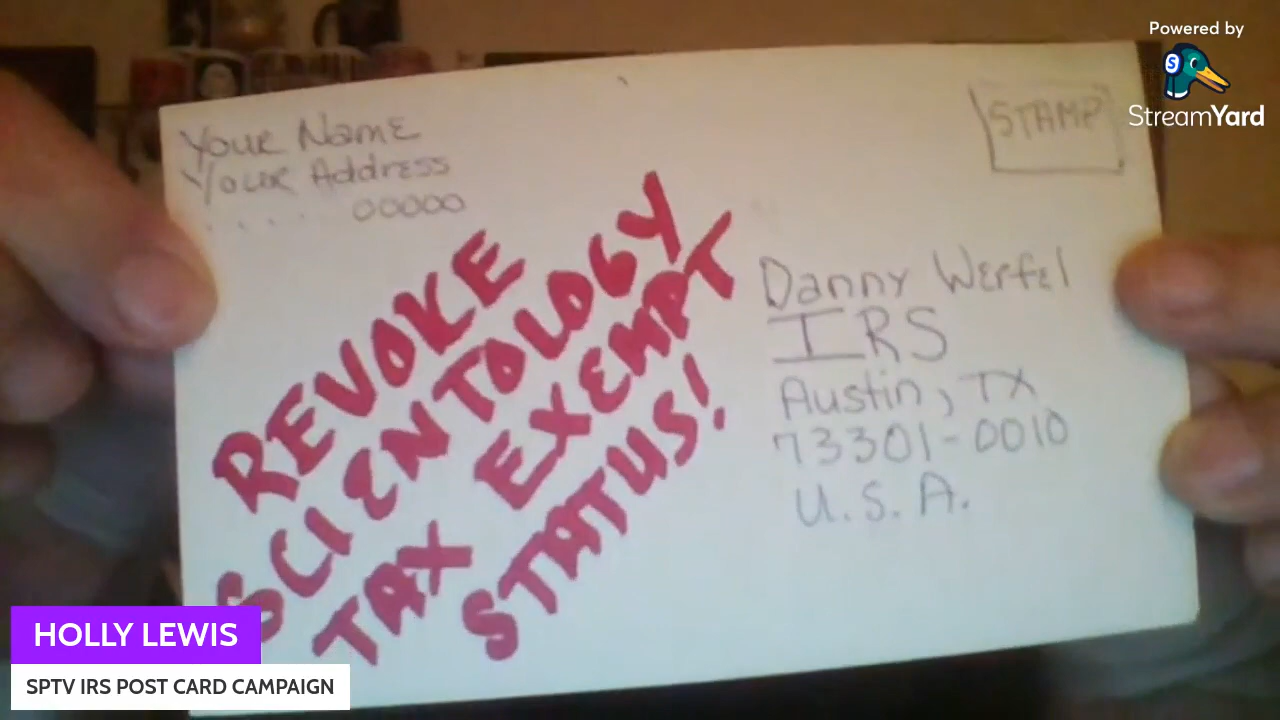 Powered by
StreamYard
Your Name
Your Address
.... 00000
STAMP
REVOKE
SCIENTOLOGY
TAX EXEMPT
STATUS!
Danny Werfel
IRS
Austin, TX
73301-0010
U.S.A.
HOLLY LEWIS
SPTV IRS POST CARD CAMPAIGN